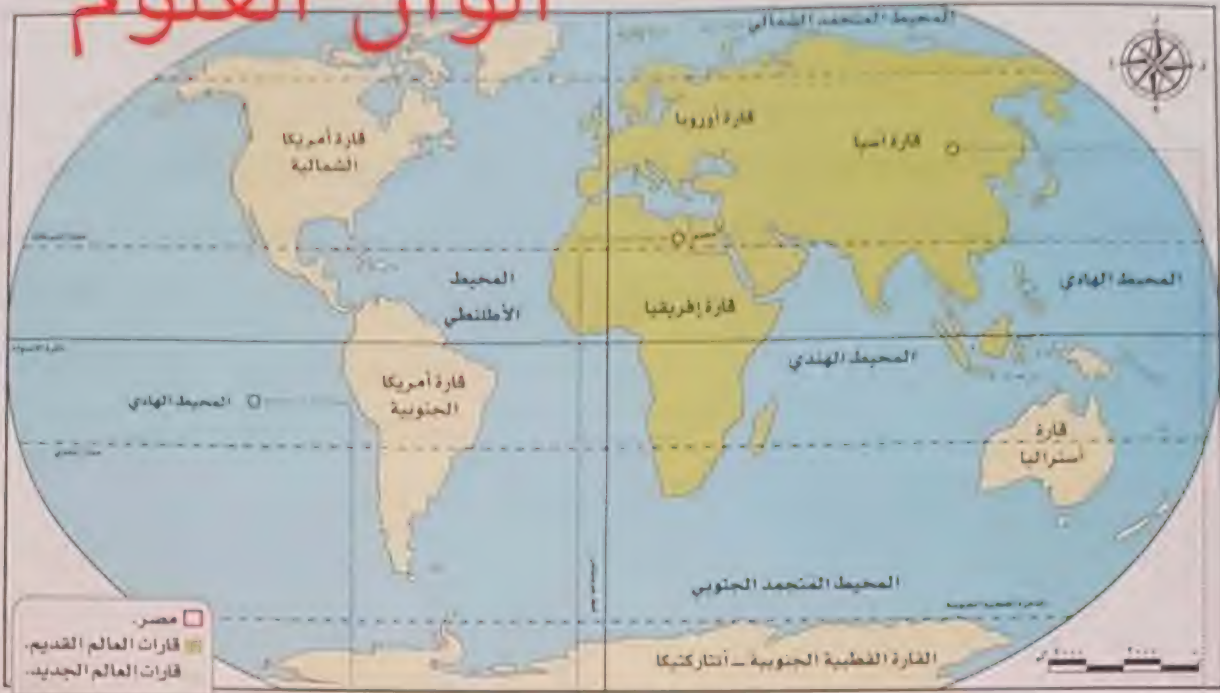 ألوان العلوم
المحيط المتجمد الشمالي
قارة أمريكا
الشمالية
قارة أوروبا
قارة آسيا
مصر
المحيط
الأطلنطي
قارة إفريقيا
المحيط الهادي
المحيط الهندي
قارة أمريكا
الجنوبية
المحيط الهادي
قارة
أستراليا
المحيط المتجمد الجنوبي
القارة القطبية الجنوبية – أنتاركتيكا
مصر.
قارات العالم القديم.
قارات العالم الجديد.